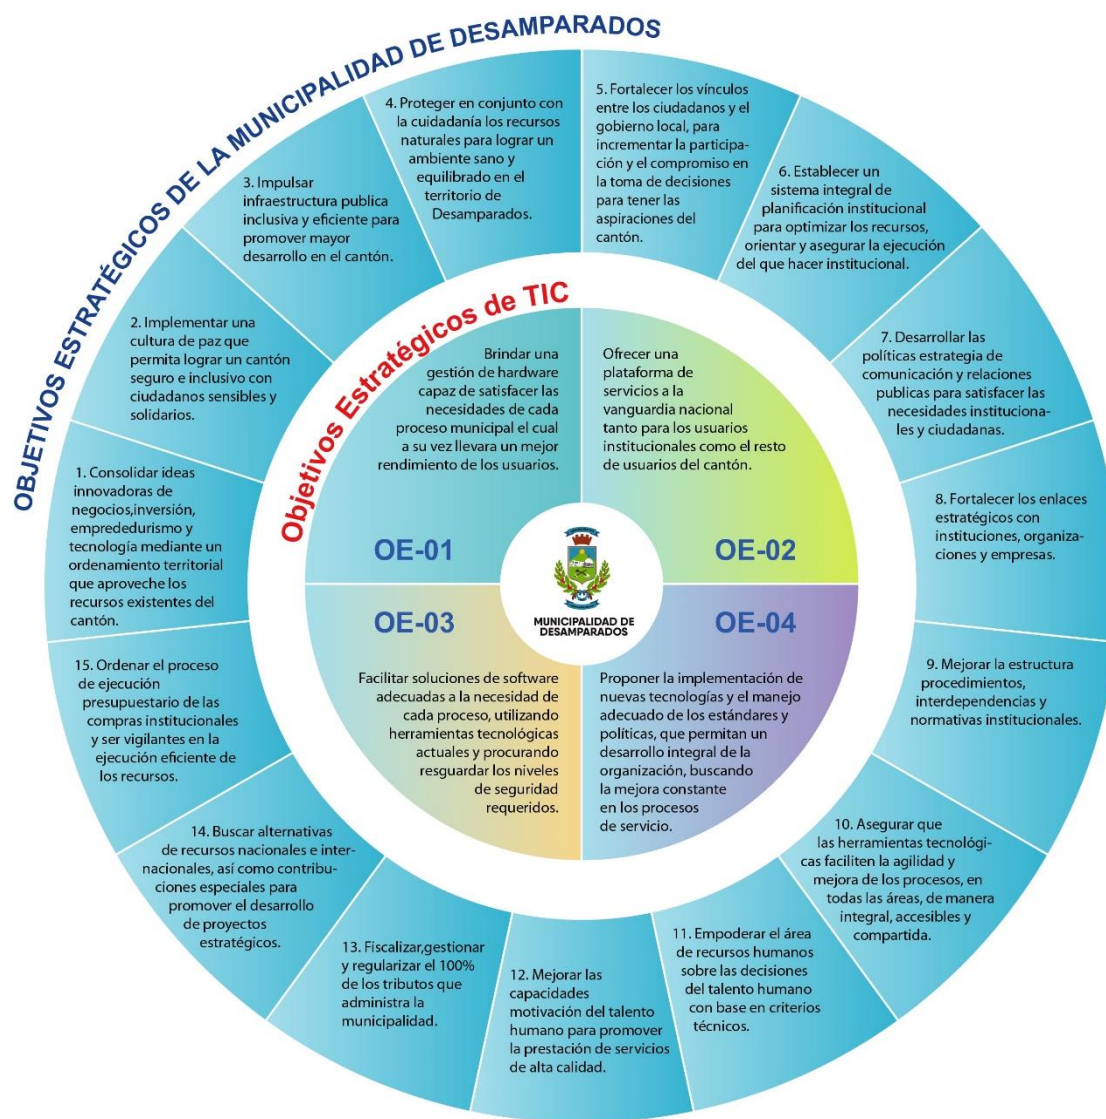 OBJETIVOS ESTRATÉGICOS DE LA MUNICIPALIDAD DE DESAMPARADOS
1. Consolidar ideas
innovadoras de
negocios,inversión,
emprededurismo y
tecnología mediante un
ordenamiento territorial
que aproveche los
recursos existentes del
cantón.
2. Implementar una
cultura de paz que
permita lograr un cantón
seguro e inclusivo con
ciudadanos sensibles y
solidarios.
3. Impulsar
infraestructura publica
inclusiva y eficiente para
promover mayor
desarrollo en el cantón.
4. Proteger en conjunto con
la cuidadanía los recursos
naturales para lograr un
ambiente sano y
equilibrado en el
territorio de
Desamparados.
5. Fortalecer los vínculos
entre los ciudadanos y el
gobierno local, para
incrementar la participa-
ción y el compromiso en
la toma de decisiones
para tener las
aspiraciones del
cantón.
6. Establecer un
sistema integral de
planificación institucional
para optimizar los recursos,
orientar y asegurar la ejecución
del que hacer institucional.
7. Desarrollar las
políticas estrategia de
comunicación y relaciones
publicas para satisfacer las
necesidades instituciona-
les y ciudadanas.
8. Fortalecer los enlaces
estratégicos con
instituciones, organiza-
ciones y empresas.
9. Mejorar la estructura
procedimientos,
interdependencias y
normativas institucionales.
10. Asegurar que
las herramientas tecnológi-
cas faciliten la agilidad y
mejora de los procesos, en
todas las áreas, de manera
integral, accesibles y
compartida.
11. Empoderar el área
de recursos humanos
sobre las decisiones
del talento humano
con base en criterios
técnicos.
12. Mejorar las
capacidades
motivación del talento
humano para promover
la prestación de servicios
de alta calidad.
13. Fiscalizar,gestionar
y regularizar el 100%
de los tributos que
administra la
municipalidad.
14. Buscar alternativas
de recursos nacionales e inter-
nacionales, así como contribu-
ciones especiales para
promover el desarrollo
de proyectos
estratégicos.
15. Ordenar el proceso
de ejecución
presupuestario de las
compras institucionales
y ser vigilantes en la
ejecución eficiente de
los recursos.
Objetivos Estratégicos de TIC
Brindar una
gestión de hardware
capaz de satisfacer las
necesidades de cada
proceso municipal el cual
a su vez llevara un mejor
rendimiento de los usuarios.
OE-01
Ofrecer una
plataforma de
servicios a la
vanguardia nacional
tanto para los usuarios
institucionales como el resto
de usuarios del cantón.
OE-02
OE-03
Facilitar soluciones de software
adecuadas a la necesidad de
cada proceso, utilizando
herramientas tecnológicas
actuales y procurando
resguardar los niveles
de seguridad
requeridos.
OE-04
Proponer la implementación de
nuevas tecnologías y el manejo
adecuado de los estándares y
políticas, que permitan un
desarrollo integral de la
organización, buscando
la mejora constante
en los procesos
de servicio.
MUNICIPALIDAD DE
DESAMPARADOS